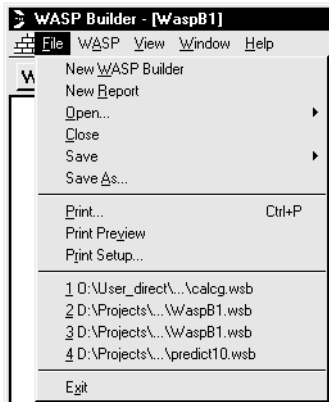 WASP Builder - [WaspB1]
File WASP View Window Help
W
New WASP Builder
New Report
Open...
Close
Save
Save As...
Print... Ctrl+P
Print Preview
Print Setup...
1 O:\User_direct\...\calcg.wsb
2 D:\Projects\...\WaspB1.wsb
3 D:\Projects\...\WaspB1.wsb
4 D:\Projects\...\predict10.wsb
Exit